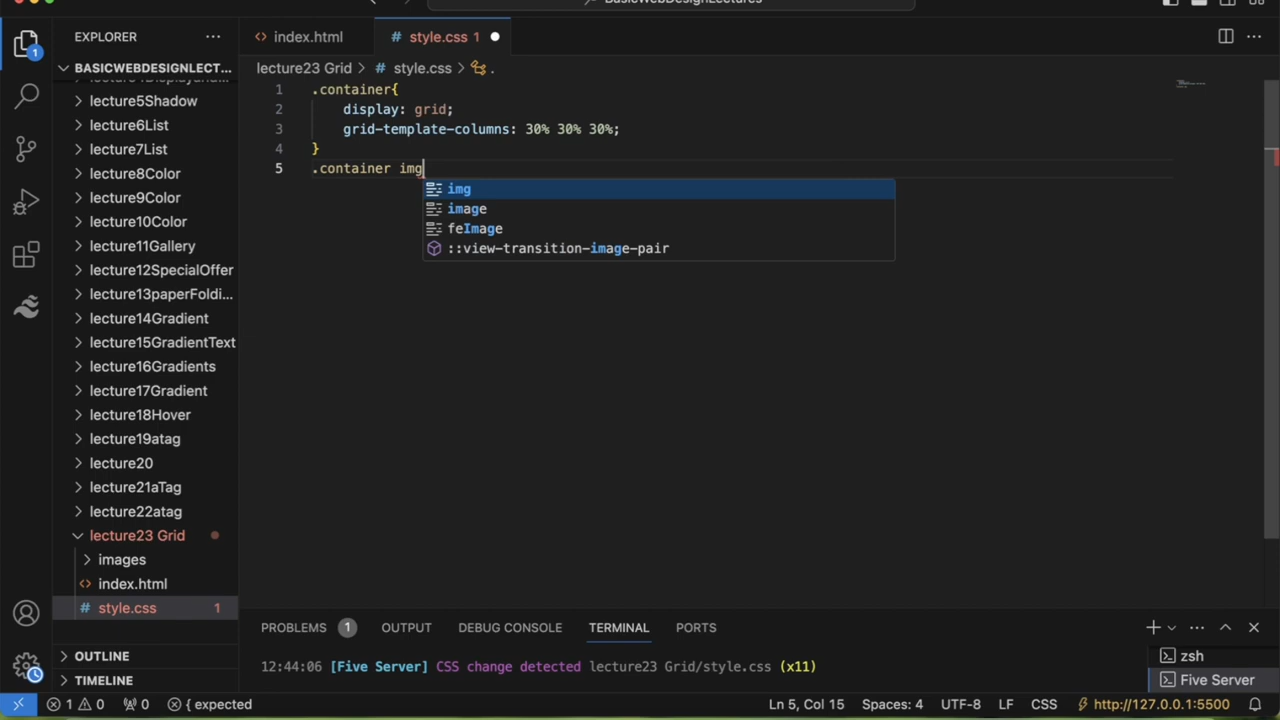 BasicWebDesignLectures
EXPLORER
index.html
style.css 1
BASICWEBDESIGNLECT...
lecture23 Grid > style.css > .
lecture5Shadow
lecture6List
lecture7List
lecture8Color
lecture9Color
lecture10Color
lecture11Gallery
lecture12SpecialOffer
lecture13paperFoldi...
lecture14Gradient
lecture15GradientText
lecture16Gradients
lecture17Gradient
lecture18Hover
lecture19atag
lecture20
lecture21aTag
lecture22atag
lecture23 Grid
images
index.html
style.css 1
OUTLINE
TIMELINE
1
1 .container{
2 display: grid;
3 grid-template-columns: 30% 30% 30%;
4 }
5 .container img
img
image
feImage
::view-transition-image-pair
PROBLEMS 1 OUTPUT DEBUG CONSOLE TERMINAL PORTS
12:44:06 [Five Server] CSS change detected lecture23 Grid/style.css (x11)
zsh
Five Server
1 0 0 { expected Ln 5, Col 15 Spaces: 4 UTF-8 LF CSS http://127.0.0.1:5500